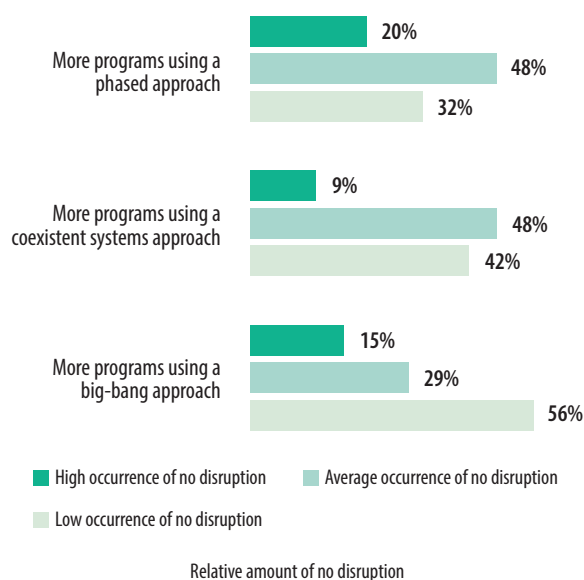 20%
More programs using a
phased approach
48%
32%
9%
More programs using a
coexistent systems approach
48%
42%
15%
More programs using a
big-bang approach
29%
56%
High occurrence of no disruption
Average occurrence of no disruption
Low occurrence of no disruption
Relative amount of no disruption